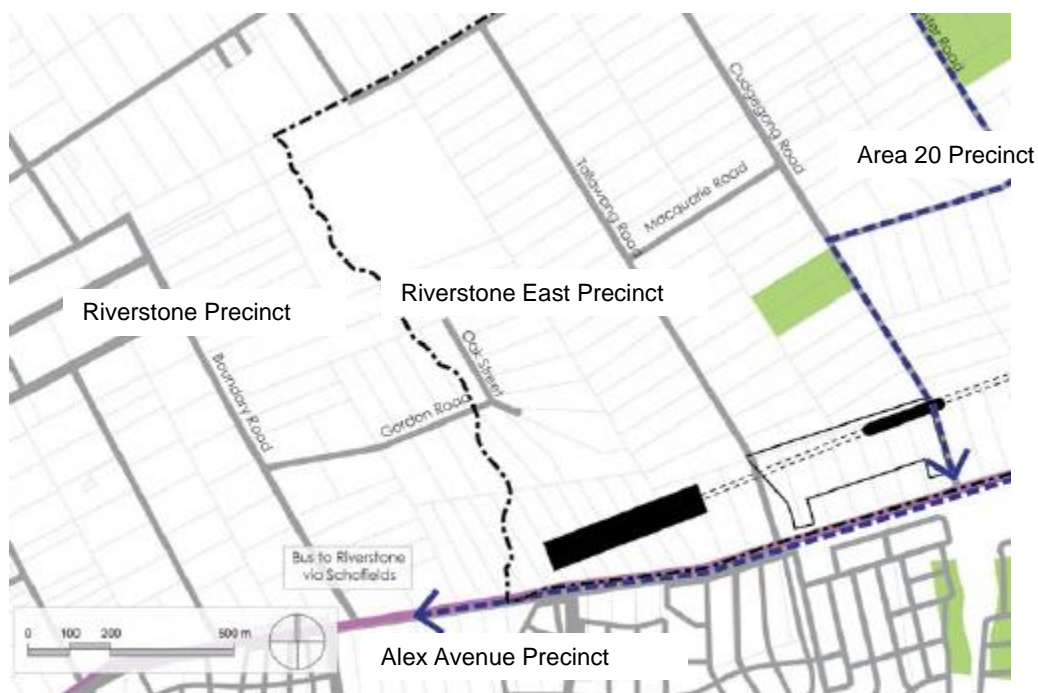 Road
Cudgegong Road
Area 20 Precinct
Tallawong Road
Macquarie Road
Riverstone East Precinct
Riverstone Precinct
Oak Street
Boundary Road
Gordon Road
Bus to Riverstone
via Schofields
0 100 200 500 m
Alex Avenue Precinct